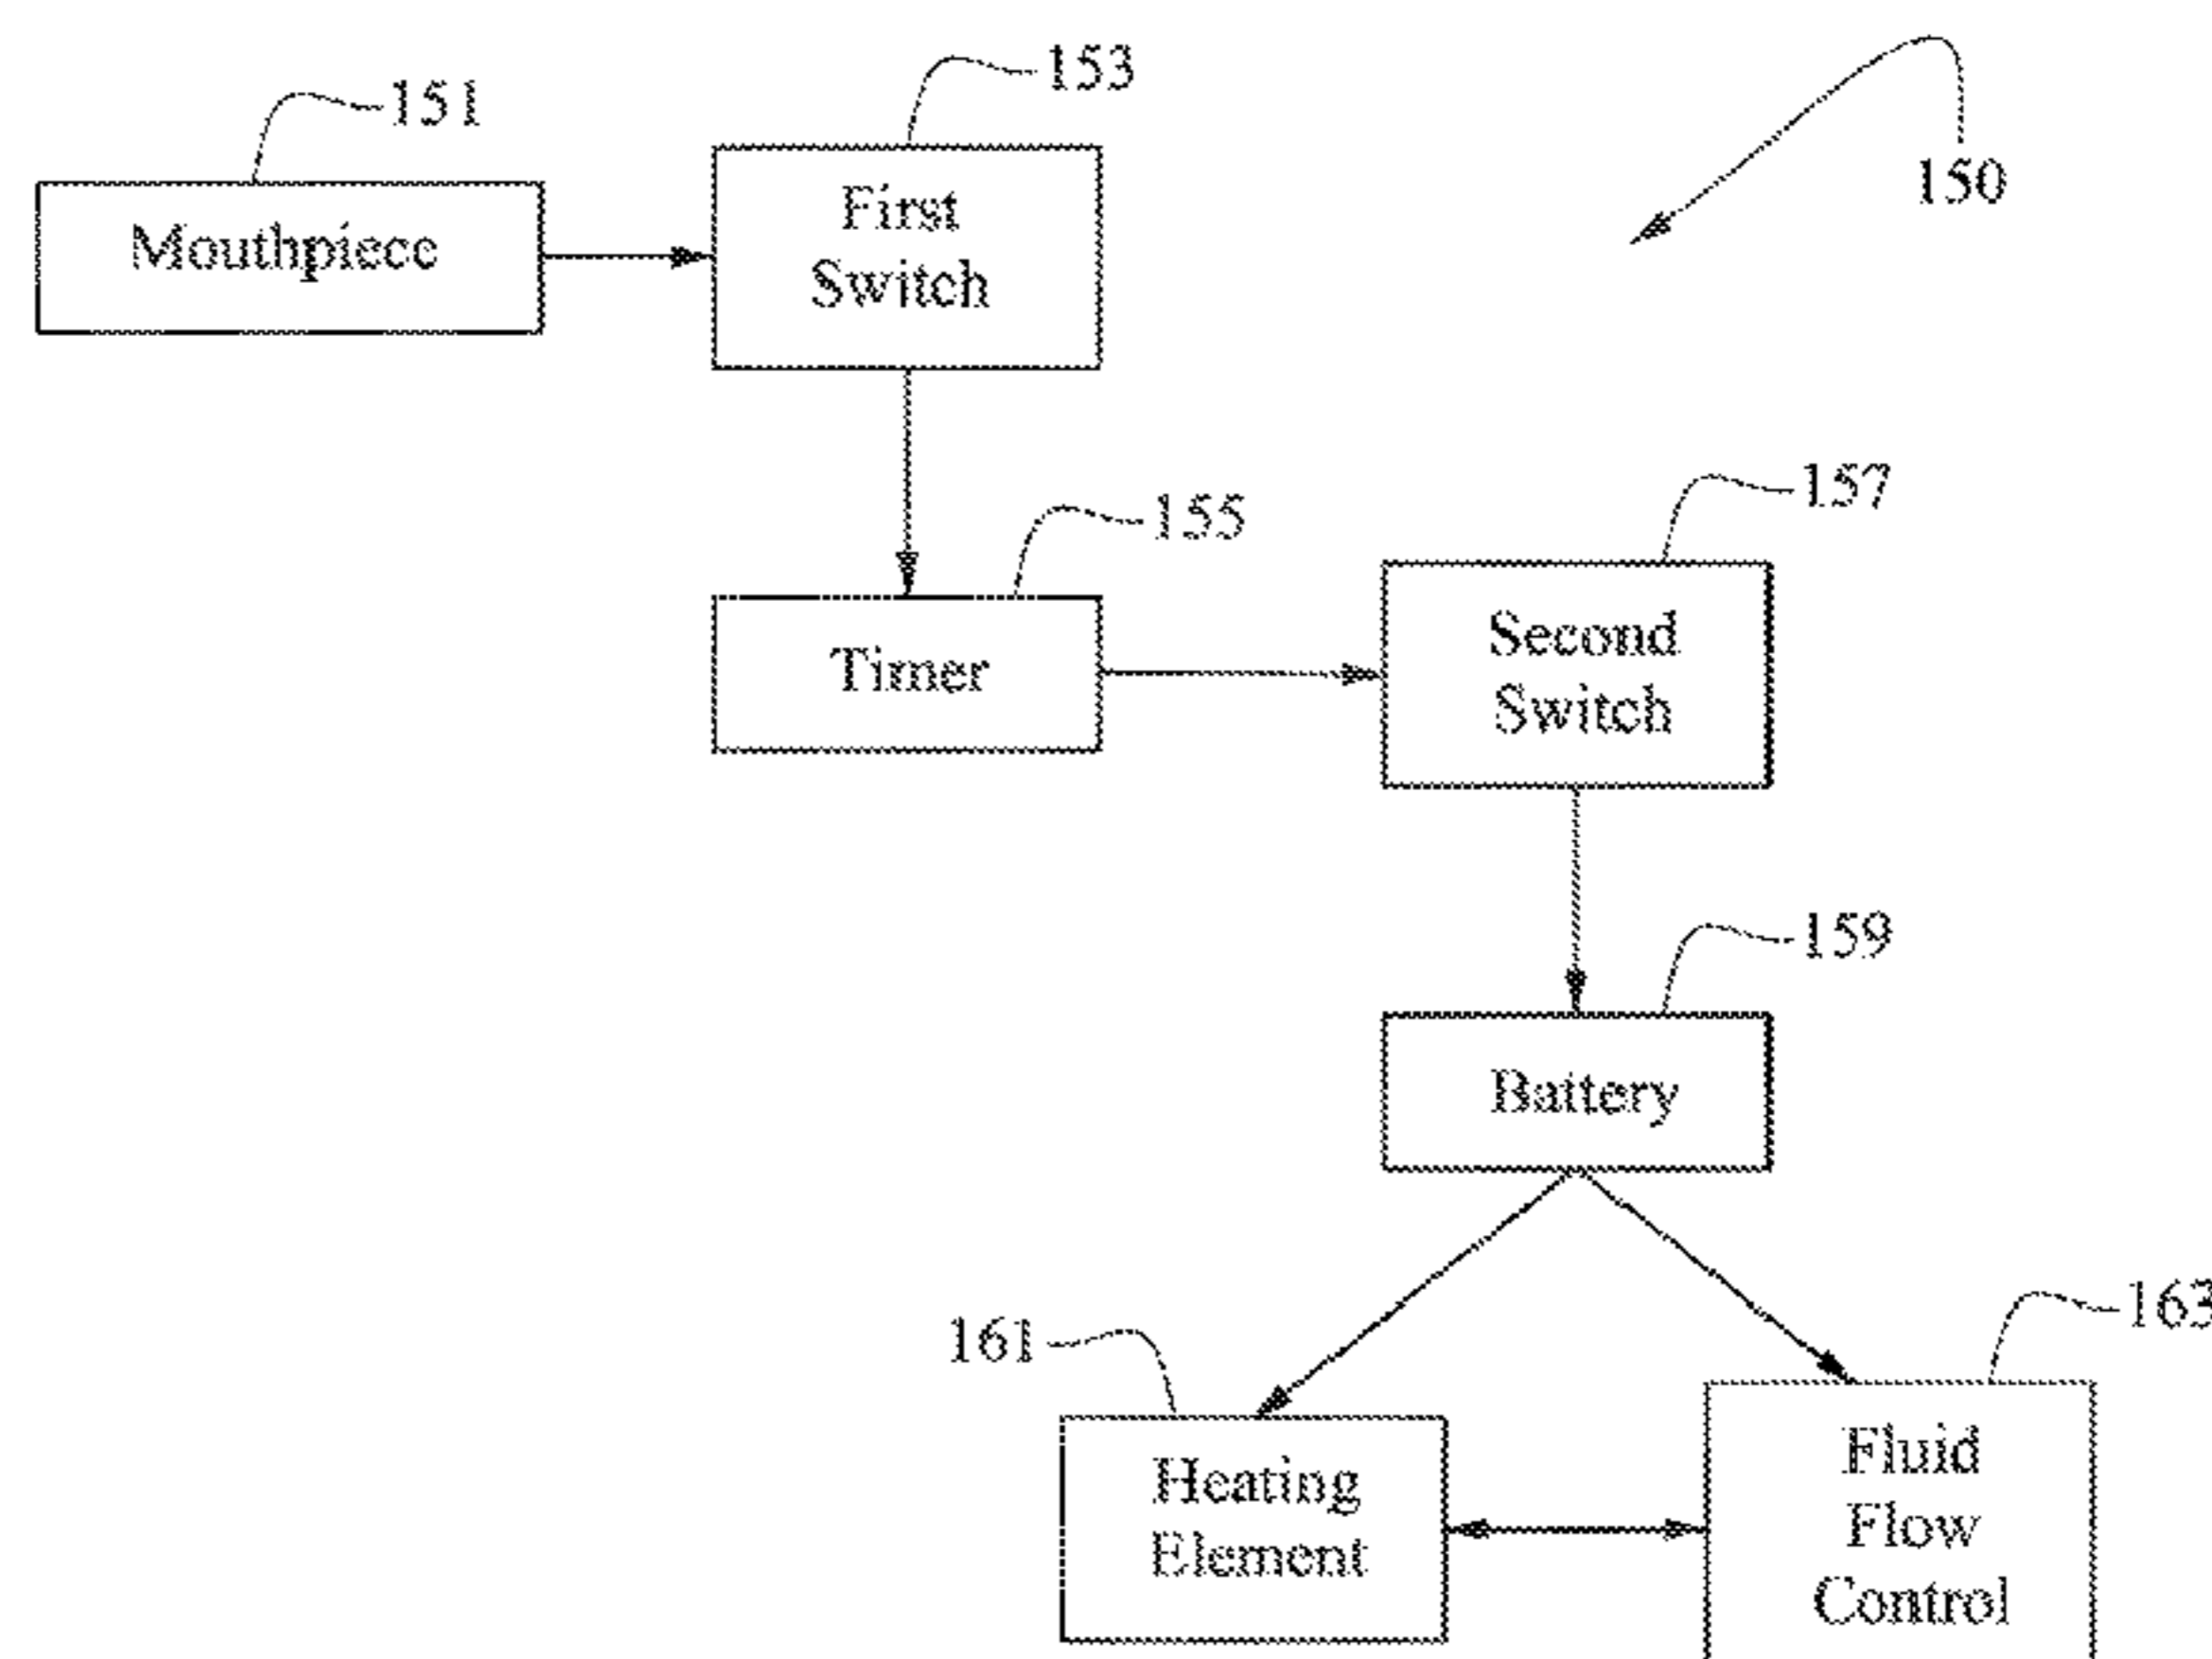 153
151
150
Mouthpiece
First
Switch
157
155
Timer
Second
Switch
159
Battery
163
161
Heating
Element
Fluid
Flow
Control